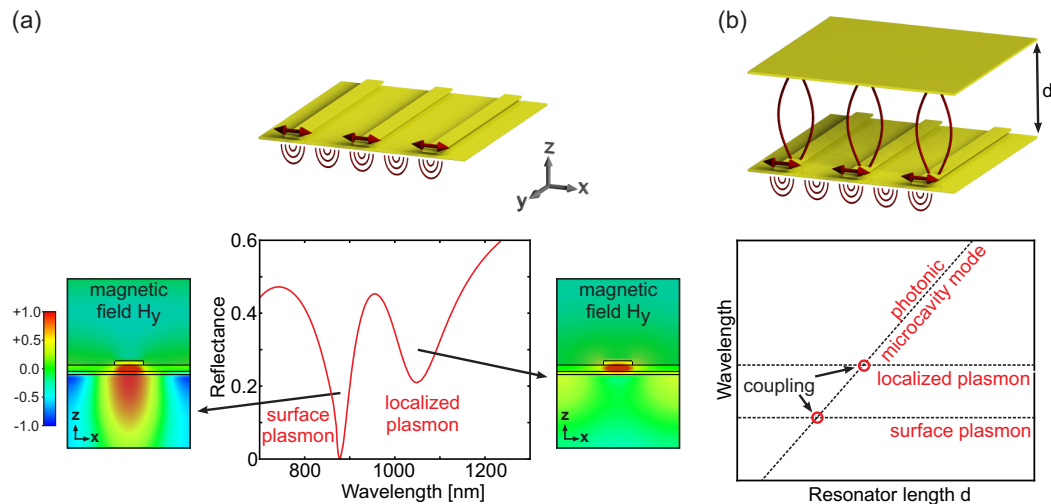 (a)
(b)
d
z
x
y
magnetic
field Hy
+1.0
+0.5
0.0
-0.5
-1.0
z
x
Reflectance
0.6
0.4
0.2
0
surface
plasmon
localized
plasmon
800
1000
1200
Wavelength [nm]
magnetic
field Hy
z
x
Wavelength
photonic
microcavity mode
coupling
localized plasmon
surface plasmon
Resonator length d